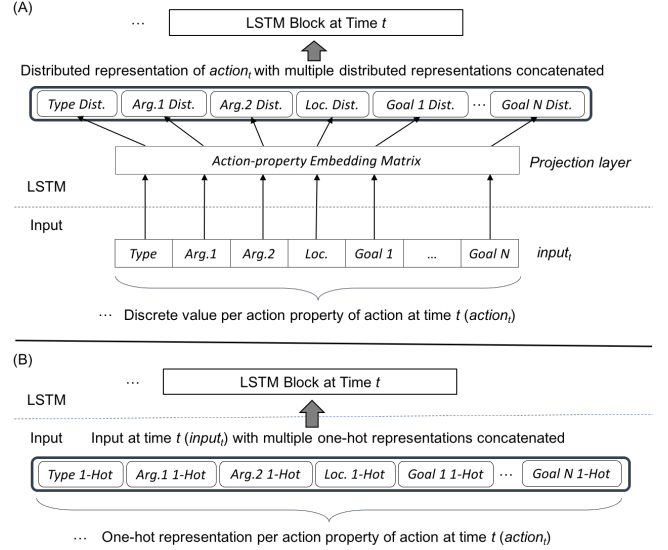 (A)
... LSTM Block at Time t
Distributed representation of action_t with multiple distributed representations concatenated
Type Dist. Arg.1 Dist. Arg.2 Dist. Loc. Dist. Goal 1 Dist. ... Goal N Dist.
Action-property Embedding Matrix Projection layer
LSTM
Input
Type Arg.1 Arg.2 Loc. Goal 1 ... Goal N input_t
... Discrete value per action property of action at time t (action_t)
(B)
... LSTM Block at Time t
LSTM
Input Input at time t (input_t) with multiple one-hot representations concatenated
Type 1-Hot Arg.1 1-Hot Arg.2 1-Hot Loc. 1-Hot Goal 1 1-Hot ... Goal N 1-Hot
... One-hot representation per action property of action at time t (action_t)